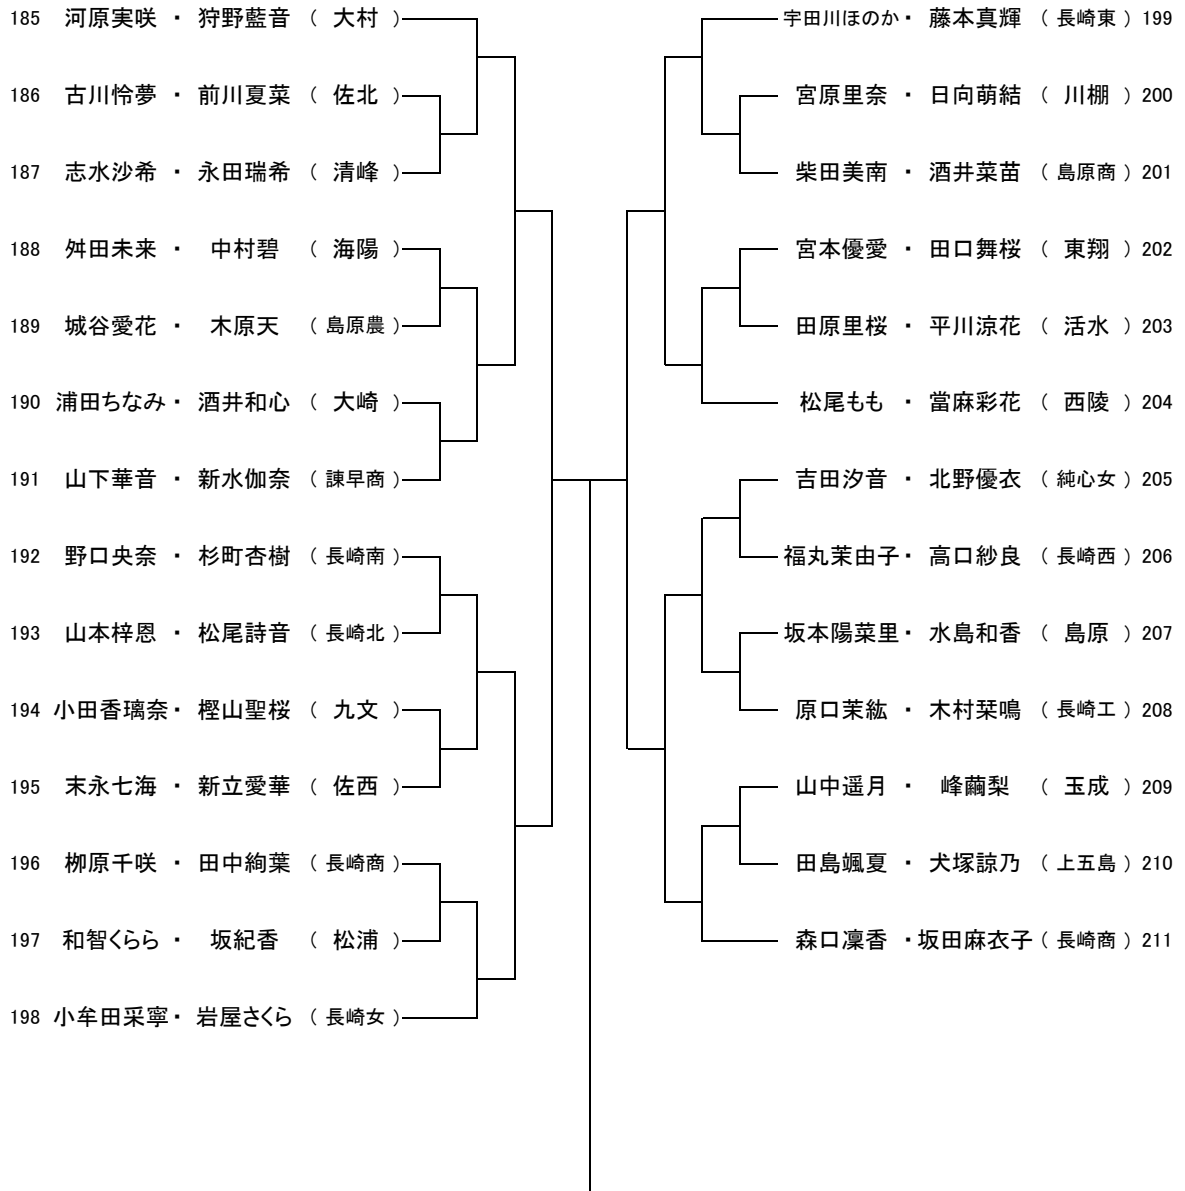 185 河原実咲 ・ 狩野藍音 （ 大村 ）
186 古川怜夢 ・ 前川夏菜 （ 佐北 ）
187 志水沙希 ・ 永田瑞希 （ 清峰 ）
188 舛田未来 ・ 中村碧 （ 海陽 ）
189 城谷愛花 ・ 木原天 （ 島原農 ）
190 浦田ちなみ ・ 酒井和心 （ 大崎 ）
191 山下華音 ・ 新水伽奈 （ 諫早商 ）
192 野口央奈 ・ 杉町杏樹 （ 長崎南 ）
193 山本梓恩 ・ 松尾詩音 （ 長崎北 ）
194 小田香璃奈 ・ 樫山聖桜 （ 九文 ）
195 末永七海 ・ 新立愛華 （ 佐西 ）
196 栁原千咲 ・ 田中絢葉 （ 長崎商 ）
197 和智くらら ・ 坂紀香 （ 松浦 ）
198 小牟田采寧 ・ 岩屋さくら （ 長崎女 ）
宇田川ほのか ・ 藤本真輝 （ 長崎東 ） 199
宮原里奈 ・ 日向萌結 （ 川棚 ） 200
柴田美南 ・ 酒井菜苗 （ 島原商 ） 201
宮本優愛 ・ 田口舞桜 （ 東翔 ） 202
田原里桜 ・ 平川涼花 （ 活水 ） 203
松尾もも ・ 當麻彩花 （ 西陵 ） 204
吉田汐音 ・ 北野優衣 （ 純心女 ） 205
福丸茉由子 ・ 高口紗良 （ 長崎西 ） 206
坂本陽菜里 ・ 水島和香 （ 島原 ） 207
原口茉紘 ・ 木村栞鳴 （ 長崎工 ） 208
山中遥月 ・ 峰繭梨 （ 玉成 ） 209
田島颯夏 ・ 犬塚諒乃 （ 上五島 ） 210
森口凜香 ・ 坂田麻衣子 （ 長崎商 ） 211